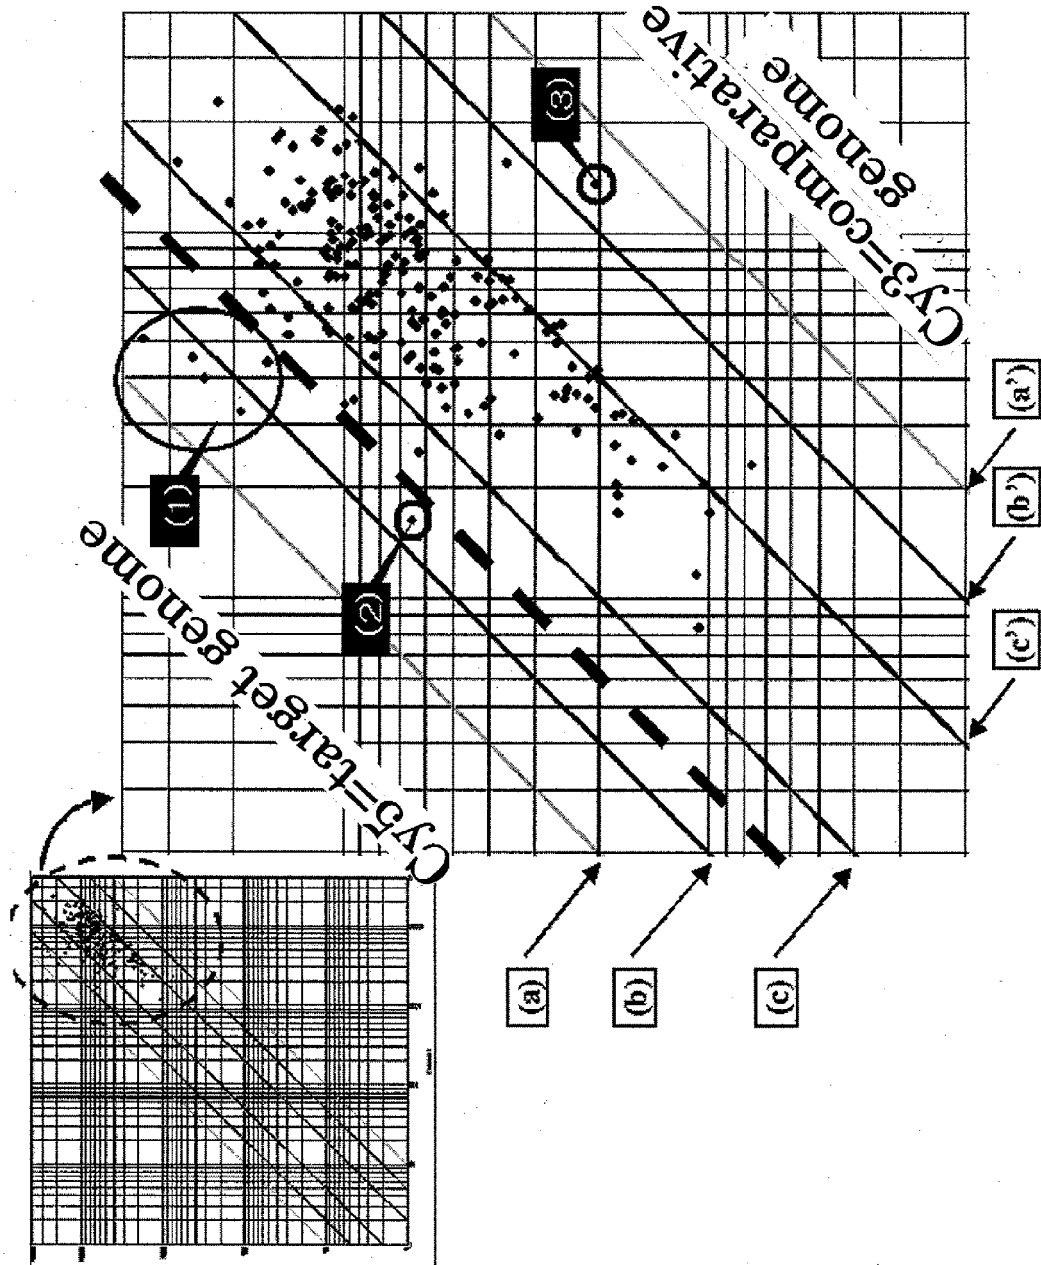 Cy5=target genome
Cy3=comparative
genome
(1)
(2)
(3)
(a)
(b)
(c)
(a')
(b')
(c')